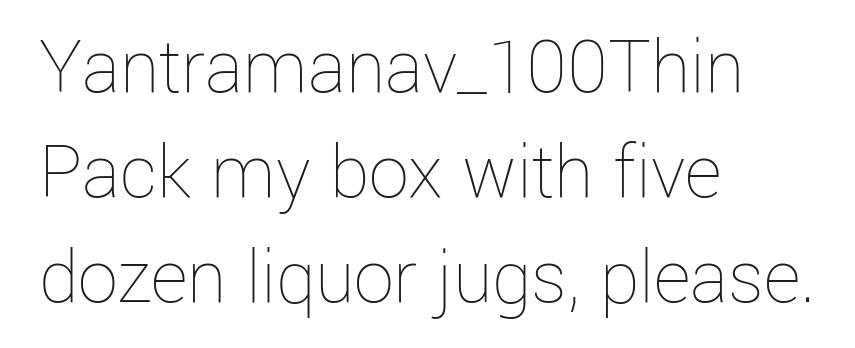 Yantramanav_100Thin
Pack my box with five
dozen liquor jugs, please.